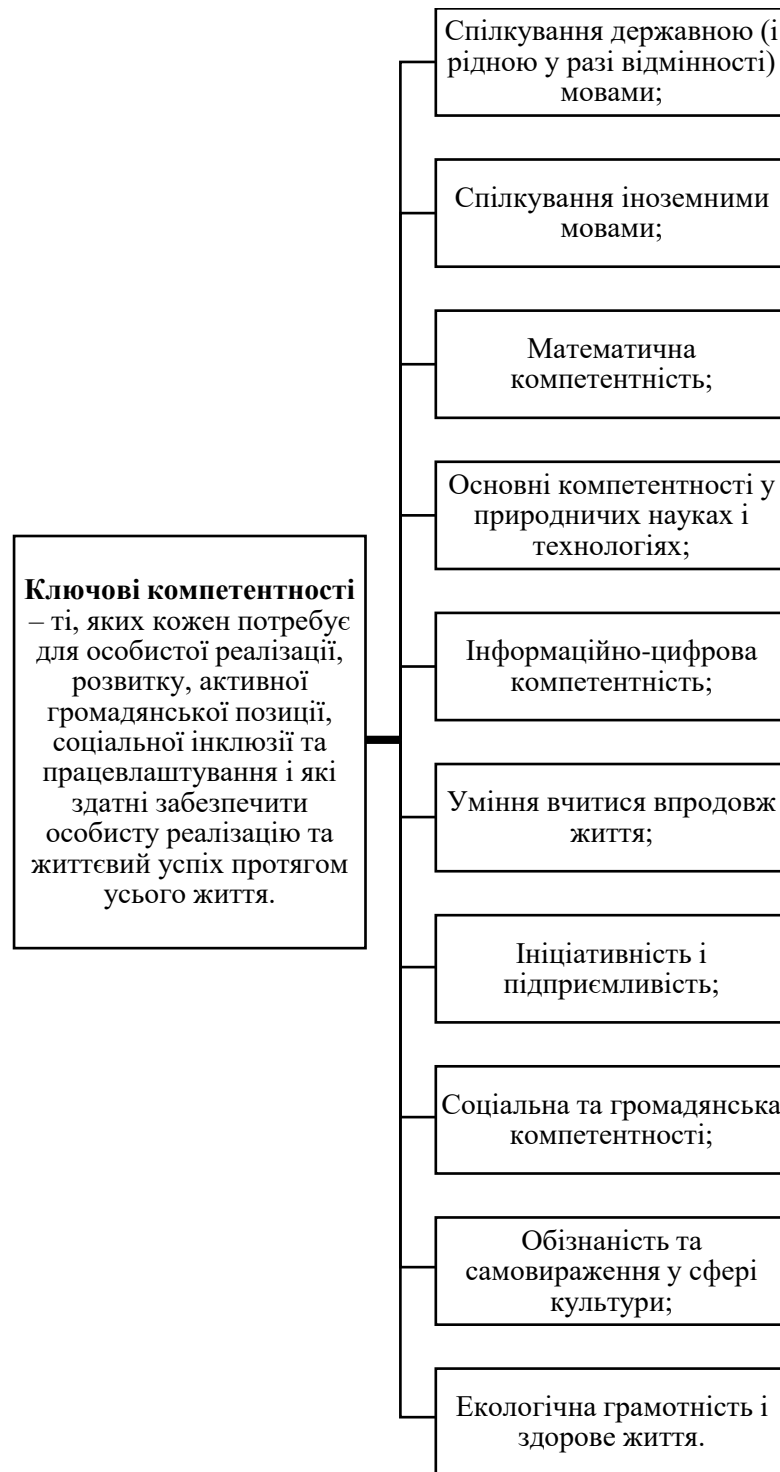 Ключові компетентності
– ті, яких кожен потребує
для особистої реалізації,
розвитку, активної
громадянської позиції,
соціальної інклюзії та
працевлаштування і які
здатні забезпечити
особисту реалізацію та
життєвий успіх протягом
усього життя.
Спілкування державною (і
рідною у разі відмінності)
мовами;
Спілкування іноземними
мовами;
Математична
компетентність;
Основні компетентності у
природничих науках і
технологіях;
Інформаційно-цифрова
компетентність;
Уміння вчитися впродовж
життя;
Ініціативність і
підприємливість;
Соціальна та громадянська
компетентності;
Обізнаність та
самовираження у сфері
культури;
Екологічна грамотність і
здорове життя.